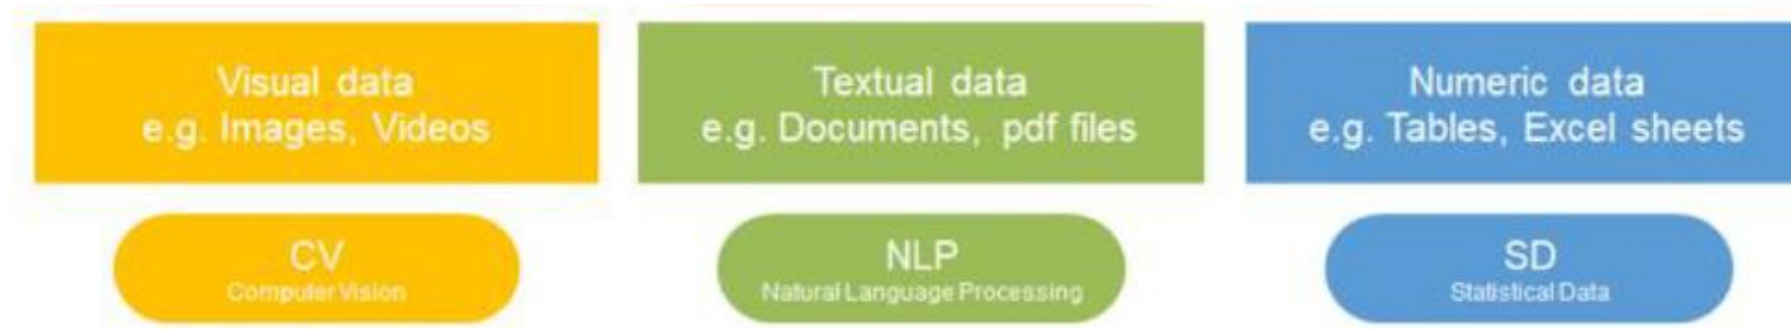 Visual data
e.g. Images, Videos
Textual data
e.g. Documents, pdf files
Numeric data
e.g. Tables, Excel sheets
CV
Computer Vision
NLP
Natural Language Processing
SD
Statistical Data